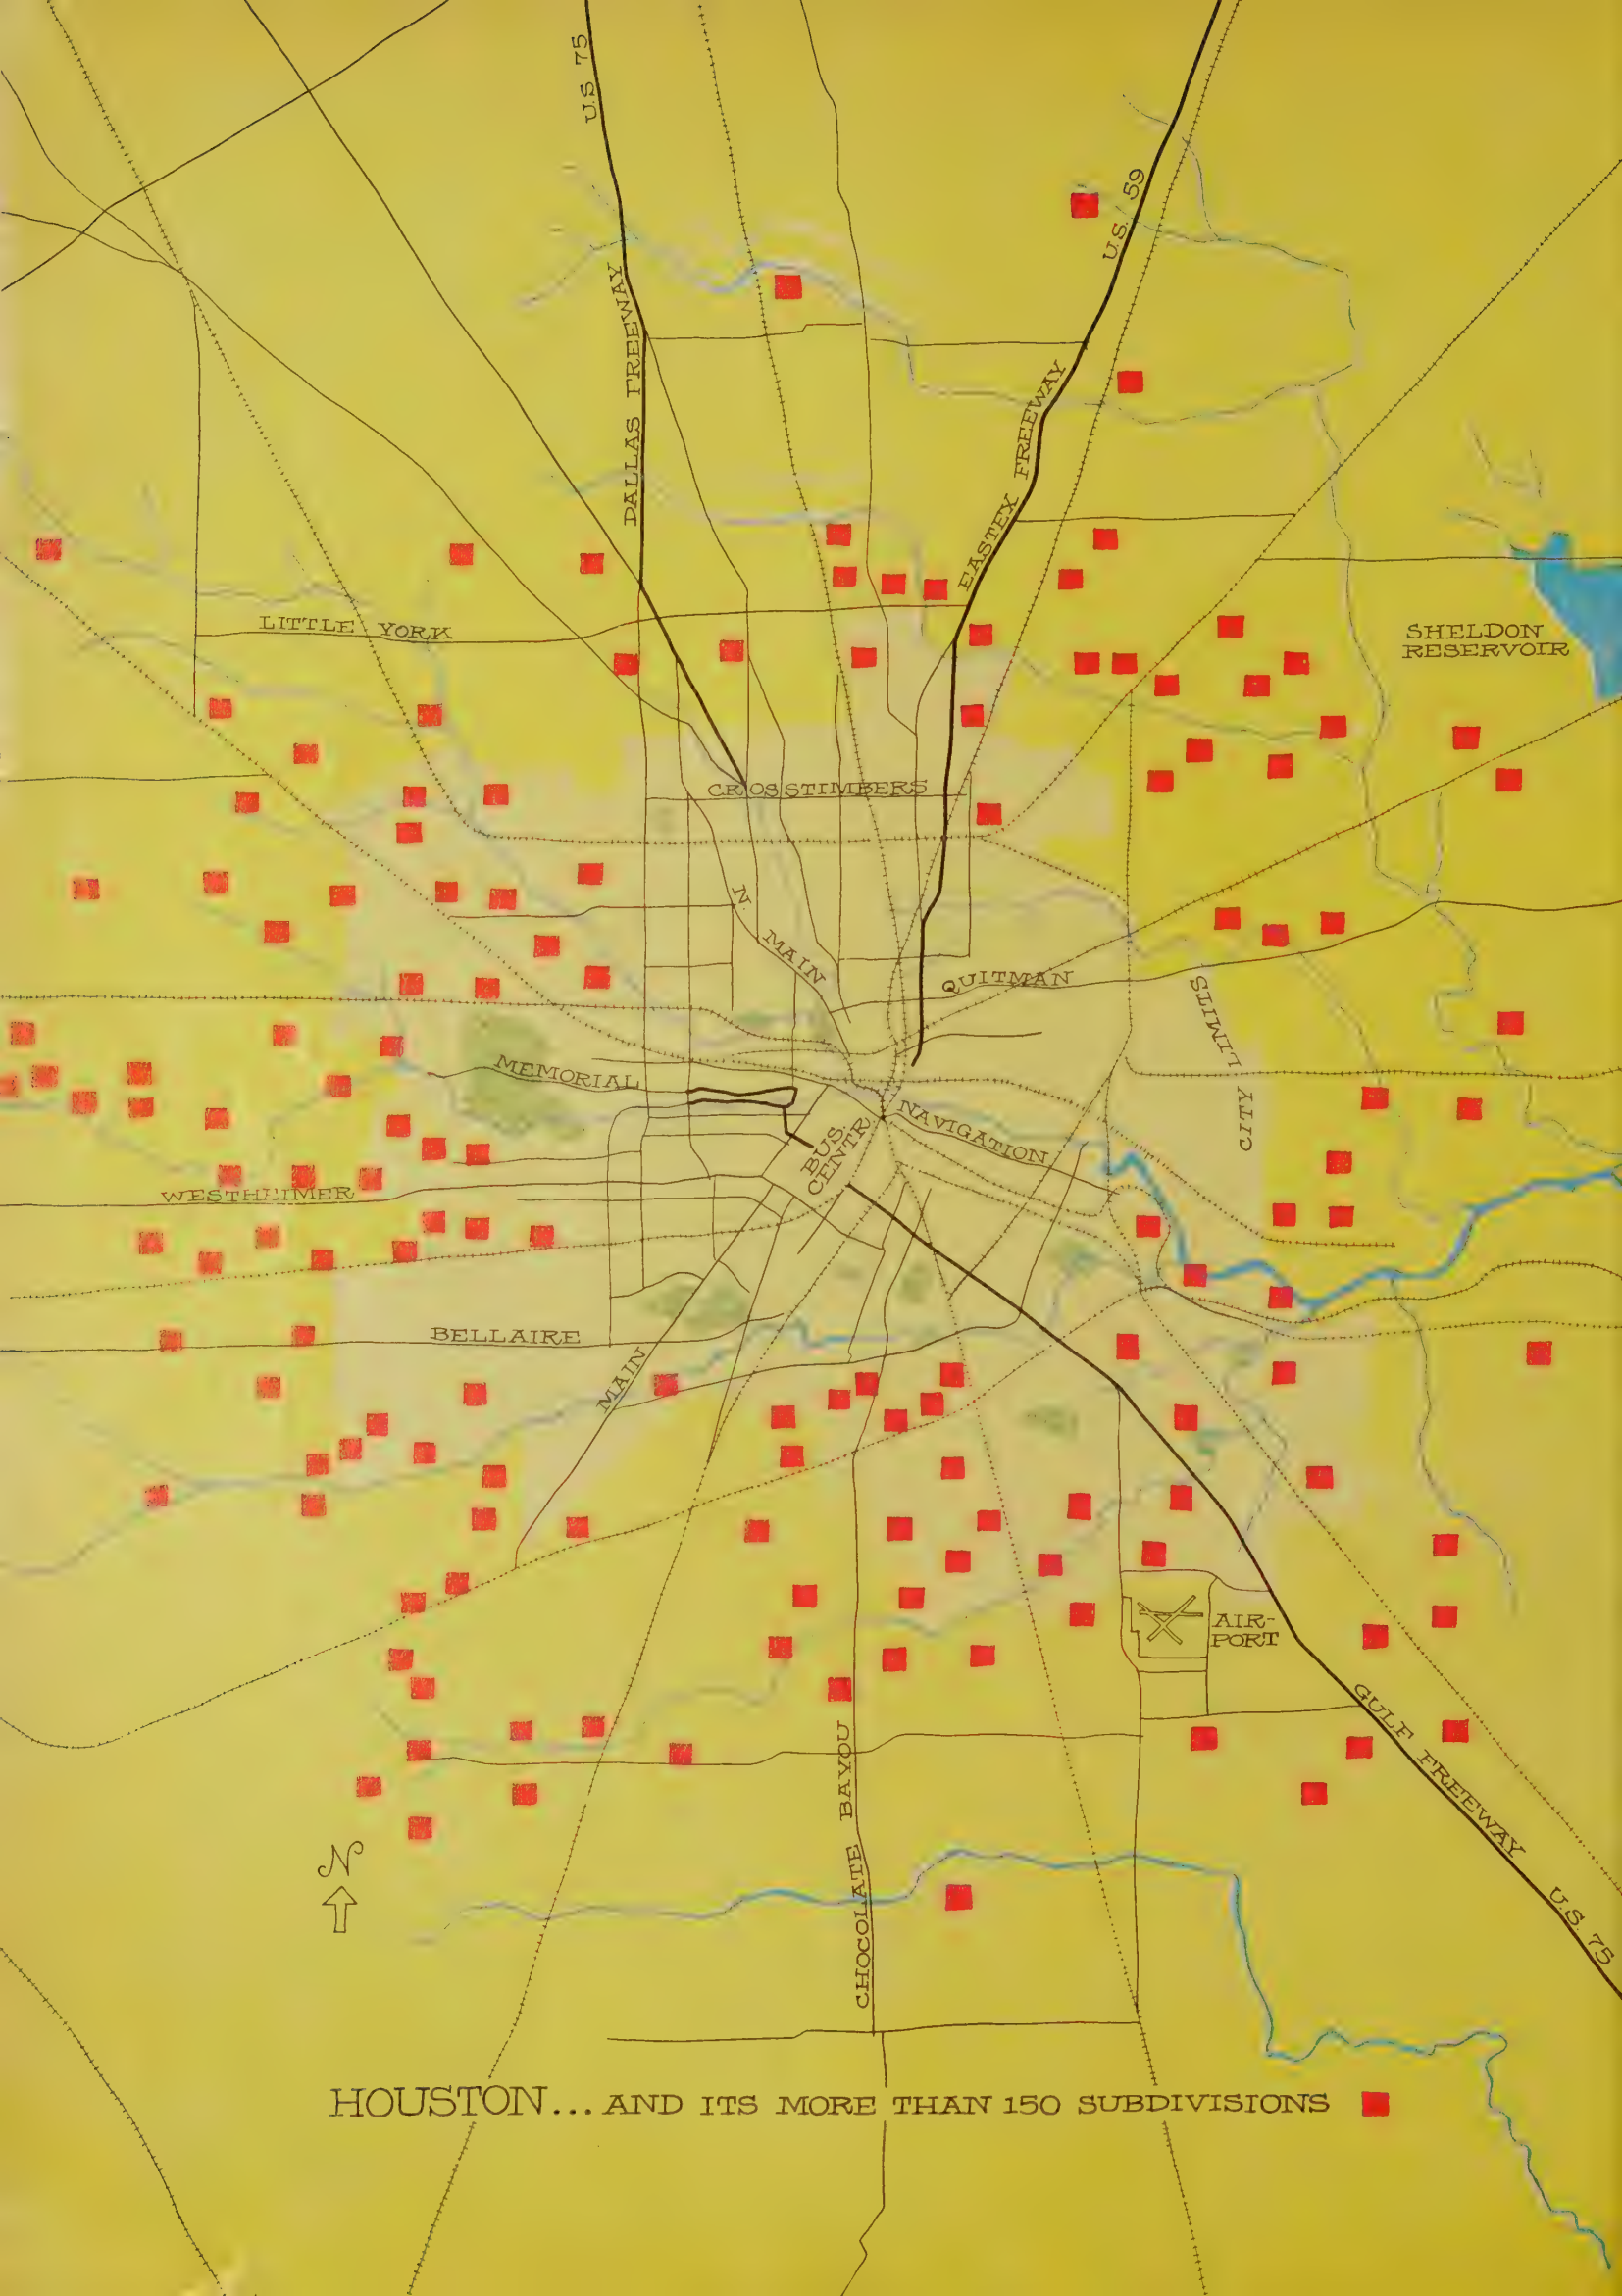 U.S 75
U.S. 59
DALLAS FREEWAY
EASTEX FREEWAY
LITTLE YORK
SHELDON
RESERVOIR
CROSSTIMBERS
N. MAIN
QUITMAN
CITY LIMITS
MEMORIAL
NAVIGATION
BUS.
CENTR.
WESTHEIMER
BELLAIRE
MAIN
AIR-
PORT
GULF FREEWAY
CHOCOLATE BAYOU
N
U.S. 75
HOUSTON... AND ITS MORE THAN 150 SUBDIVISIONS